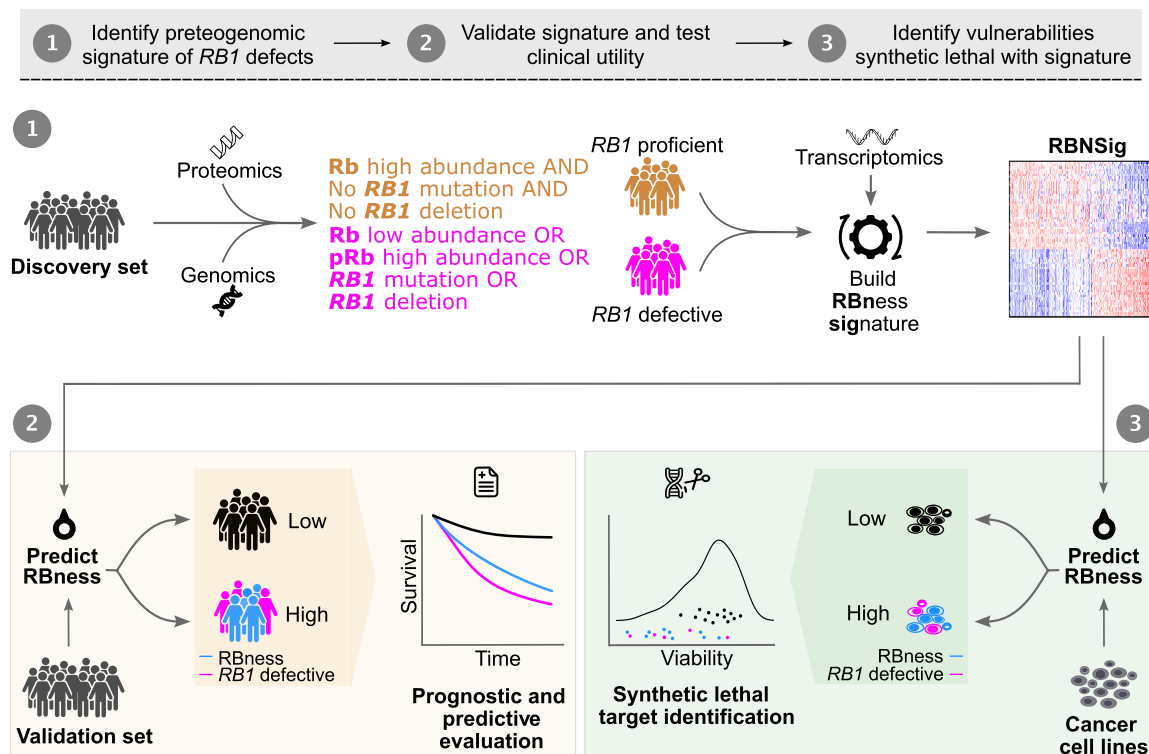 1
Identify preteogenomic
signature of RB1 defects
2
Validate signature and test
clinical utility
3
Identify vulnerabilities
synthetic lethal with signature
1
Discovery set
Proteomics
Genomics
Rb high abundance AND
No RB1 mutation AND
No RB1 deletion
Rb low abundance OR
pRb high abundance OR
RB1 mutation OR
RB1 deletion
RB1 proficient
RB1 defective
Transcriptomics
Build
RBness
signature
RBNSig
2
Predict
RBness
Validation set
Low
High
RBness
RB1 defective
Survival
Time
Prognostic and
predictive
evaluation
3
Viability
Synthetic lethal
target identification
Low
High
RBness
RB1 defective
Predict
RBness
Cancer
cell lines